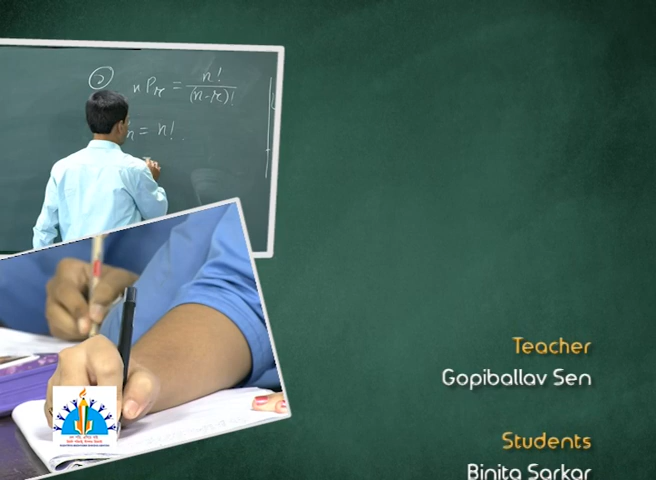 ②
nPr = n! / (n-r)!
n = n!
Teacher
Gopiballav Sen
Students
Binita Sarkar